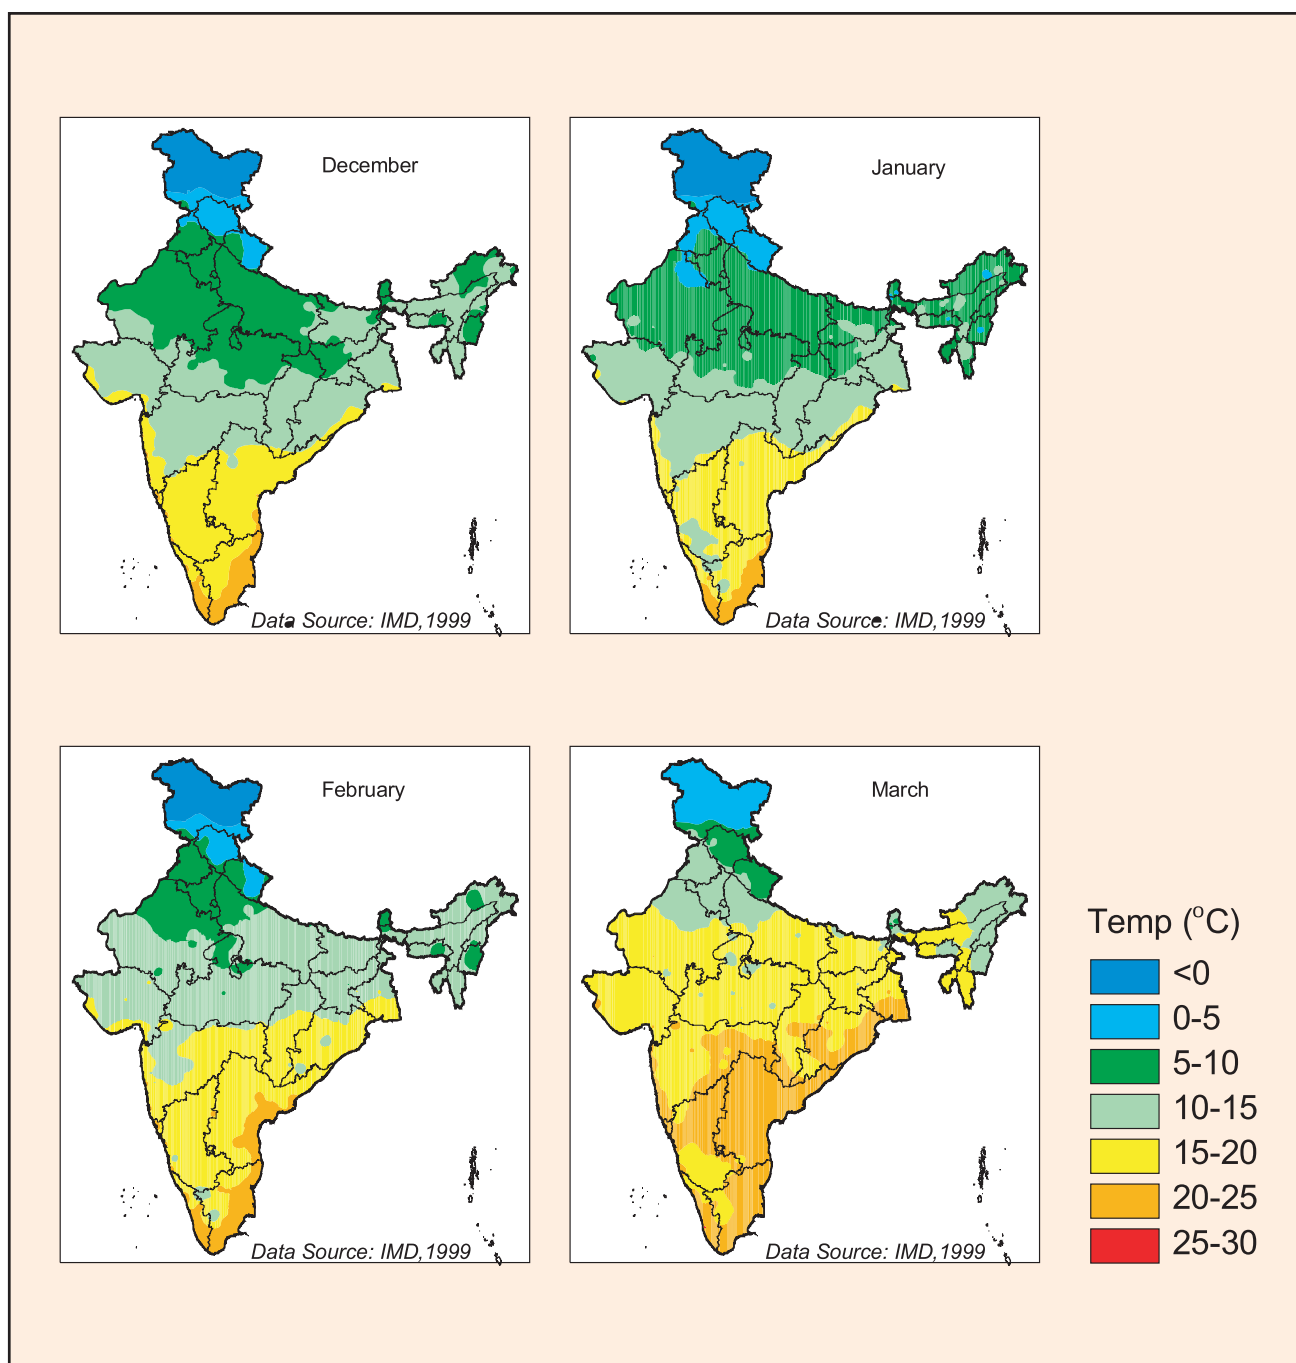 December
January
Data Source: IMD,1999
Data Source: IMD,1999
February
March
Data Source: IMD,1999
Data Source: IMD,1999
Temp (°C)
<0
0-5
5-10
10-15
15-20
20-25
25-30